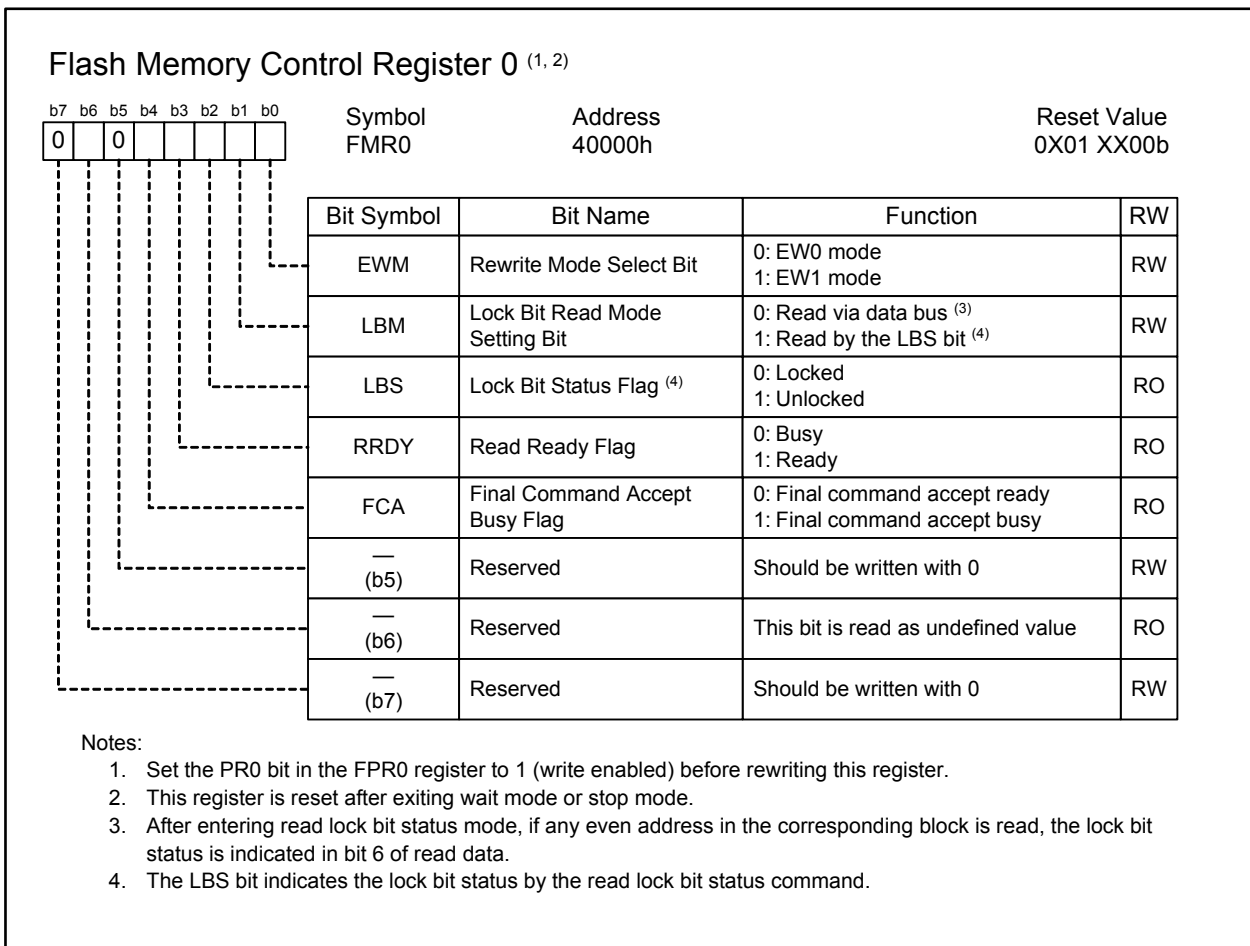 Flash Memory Control Register 0 (1, 2)
b7 b6 b5 b4 b3 b2 b1 b0
0 0
Symbol Address Reset Value
FMR0 40000h 0X01 XX00b
Bit Symbol Bit Name Function RW
EWM Rewrite Mode Select Bit 0: EW0 mode
1: EW1 mode RW
LBM Lock Bit Read Mode
Setting Bit 0: Read via data bus (3)
1: Read by the LBS bit (4) RW
LBS Lock Bit Status Flag (4) 0: Locked
1: Unlocked RO
RRDY Read Ready Flag 0: Busy
1: Ready RO
FCA Final Command Accept
Busy Flag 0: Final command accept ready
1: Final command accept busy RO
—
(b5) Reserved Should be written with 0 RW
—
(b6) Reserved This bit is read as undefined value RO
—
(b7) Reserved Should be written with 0 RW
Notes:
1. Set the PR0 bit in the FPR0 register to 1 (write enabled) before rewriting this register.
2. This register is reset after exiting wait mode or stop mode.
3. After entering read lock bit status mode, if any even address in the corresponding block is read, the lock bit
status is indicated in bit 6 of read data.
4. The LBS bit indicates the lock bit status by the read lock bit status command.